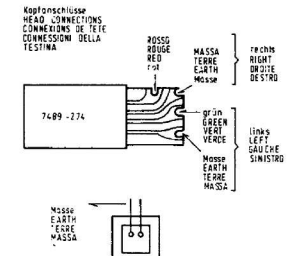 Kopfanschlüsse
HEAD CONNECTIONS
CONNEXIONS DE TETE
CONNESSIONI DELLA
TESTINA
ROSSO
ROUGE
RED
rot
MASSA
TERRE
EARTH
Masse
rechts
RIGHT
DROITE
DESTRO
7489 -274
grün
GREEN
VERT
VERDE
Masse
EARTH
TERRE
MASSA
links
LEFT
GAUCHE
SINISTRO
Masse
EARTH
TERRE
MASSA